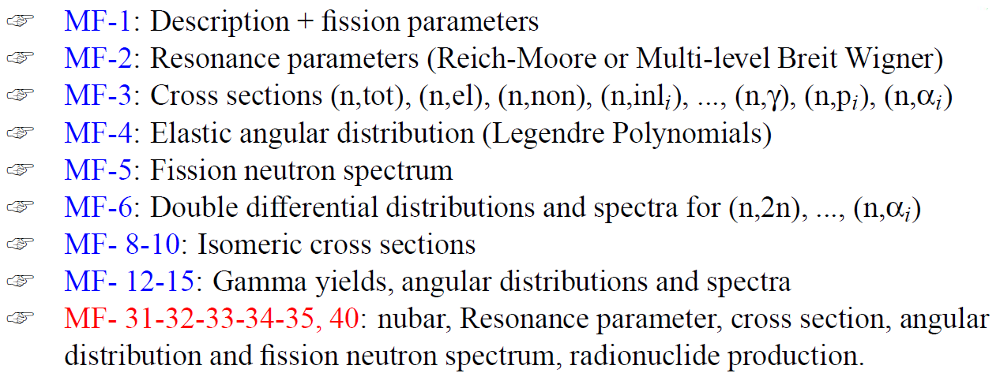 ☞ MF-1: Description + fission parameters
☞ MF-2: Resonance parameters (Reich-Moore or Multi-level Breit Wigner)
☞ MF-3: Cross sections (n,tot), (n,el), (n,non), (n,inlᵢ), ..., (n,γ), (n,pᵢ), (n,αᵢ)
☞ MF-4: Elastic angular distribution (Legendre Polynomials)
☞ MF-5: Fission neutron spectrum
☞ MF-6: Double differential distributions and spectra for (n,2n), ..., (n,αᵢ)
☞ MF- 8-10: Isomeric cross sections
☞ MF- 12-15: Gamma yields, angular distributions and spectra
☞ MF- 31-32-33-34-35, 40: nubar, Resonance parameter, cross section, angular
distribution and fission neutron spectrum, radionuclide production.